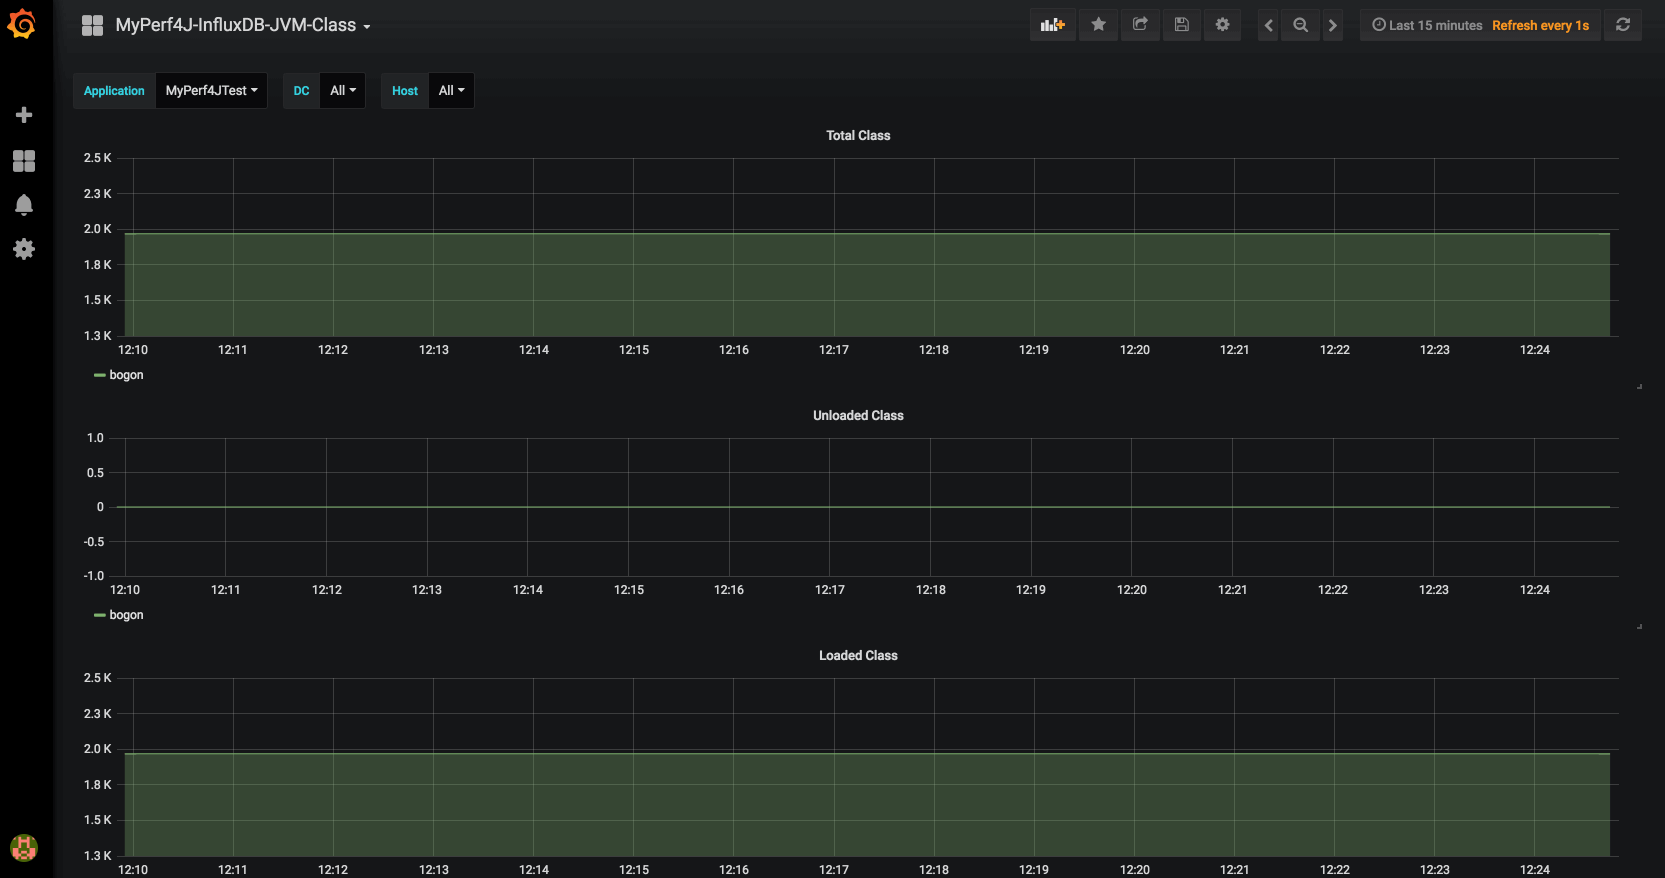 MyPerf4J-InfluxDB-JVM-Class
Last 15 minutes Refresh every 1s
Application MyPerf4JTest DC All Host All
Total Class
2.5 K
2.3 K
2.0 K
1.8 K
1.5 K
1.3 K
12:10 12:11 12:12 12:13 12:14 12:15 12:16 12:17 12:18 12:19 12:20 12:21 12:22 12:23 12:24
bogon
Unloaded Class
1.0
0.5
0
-0.5
-1.0
12:10 12:11 12:12 12:13 12:14 12:15 12:16 12:17 12:18 12:19 12:20 12:21 12:22 12:23 12:24
bogon
Loaded Class
2.5 K
2.3 K
2.0 K
1.8 K
1.5 K
1.3 K
12:10 12:11 12:12 12:13 12:14 12:15 12:16 12:17 12:18 12:19 12:20 12:21 12:22 12:23 12:24